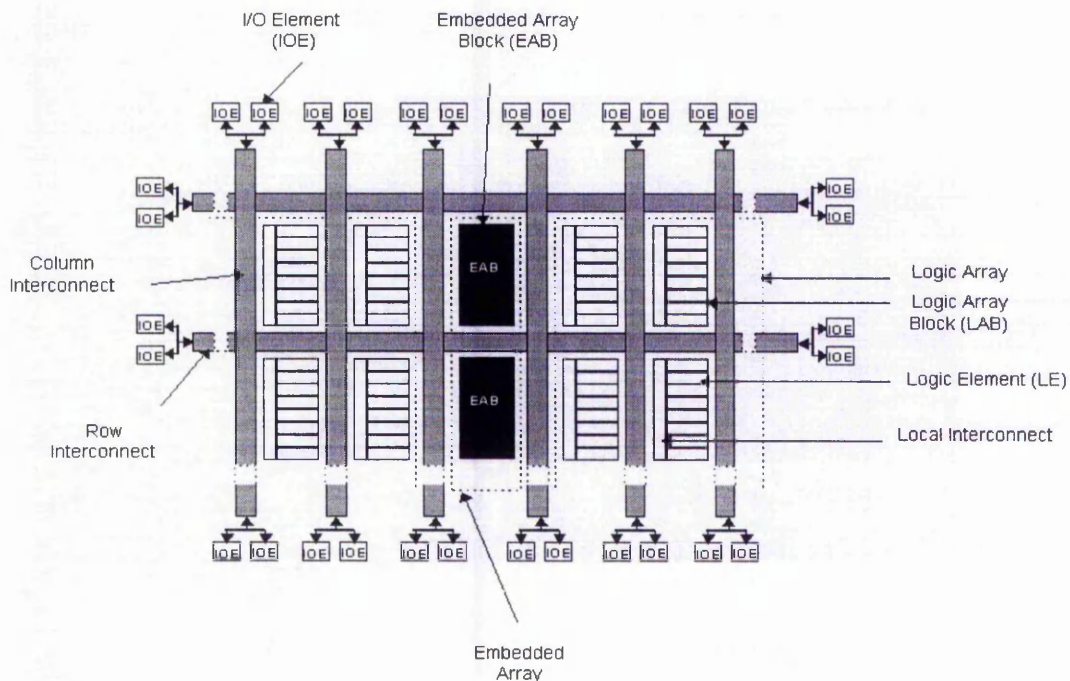 I/O Element
(IOE)
Embedded Array
Block (EAB)
IOE IOE IOE IOE IOE IOE IOE IOE IOE IOE IOE IOE
IOE IOE
IOE IOE
Column
Interconnect
EAB
Logic Array
Logic Array
Block (LAB)
IOE IOE
IOE IOE
EAB
Logic Element (LE)
Row
Interconnect
Local Interconnect
IOE IOE IOE IOE IOE IOE IOE IOE IOE IOE IOE IOE
Embedded
Array